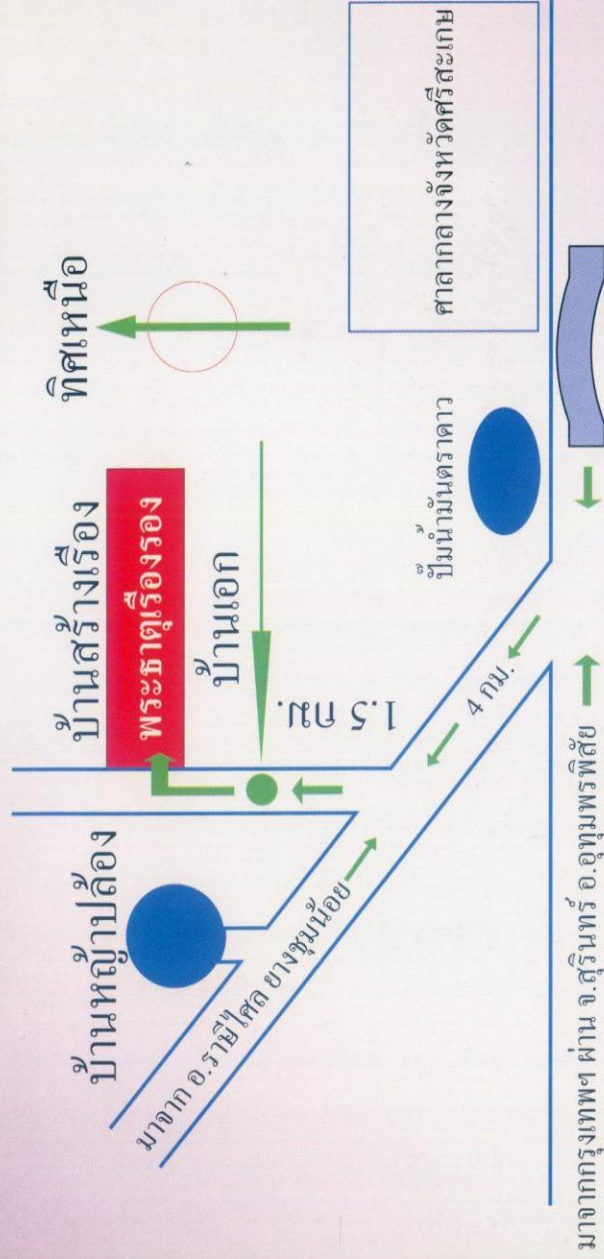 ทิศเหนือ
บ้านสร้างเรือง
พระธาตุเรืองรอง
บ้านเอก
1.5 กม.
บ้านหญ้าปล้อง
ศาลากลางจังหวัดศรีสะเกษ
ปั๊มน้ำมันตราดาว
4 กม.
มาจาก อ.ราษีไศล ยางชุมน้อย
มาจากกรุงเทพฯ ผ่าน จ.สุรินทร์ อ.อุทุมพรพิสัย